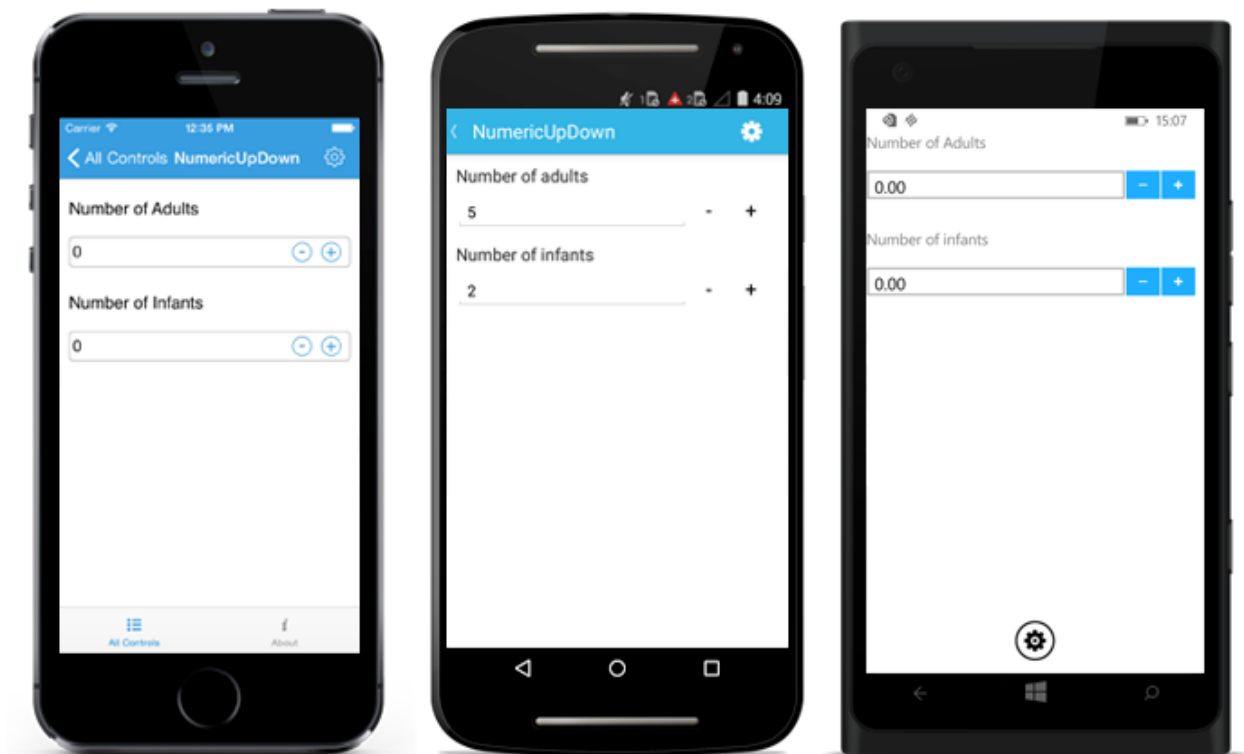 Carrier 12:35 PM
All Controls NumericUpDown
Number of Adults
0 - +
Number of Infants
0 - +
All Controls
i
About
1 2 4:09
NumericUpDown
Number of adults
5 - +
Number of infants
2 - +
15:07
Number of Adults
0.00 - +
Number of infants
0.00 - +